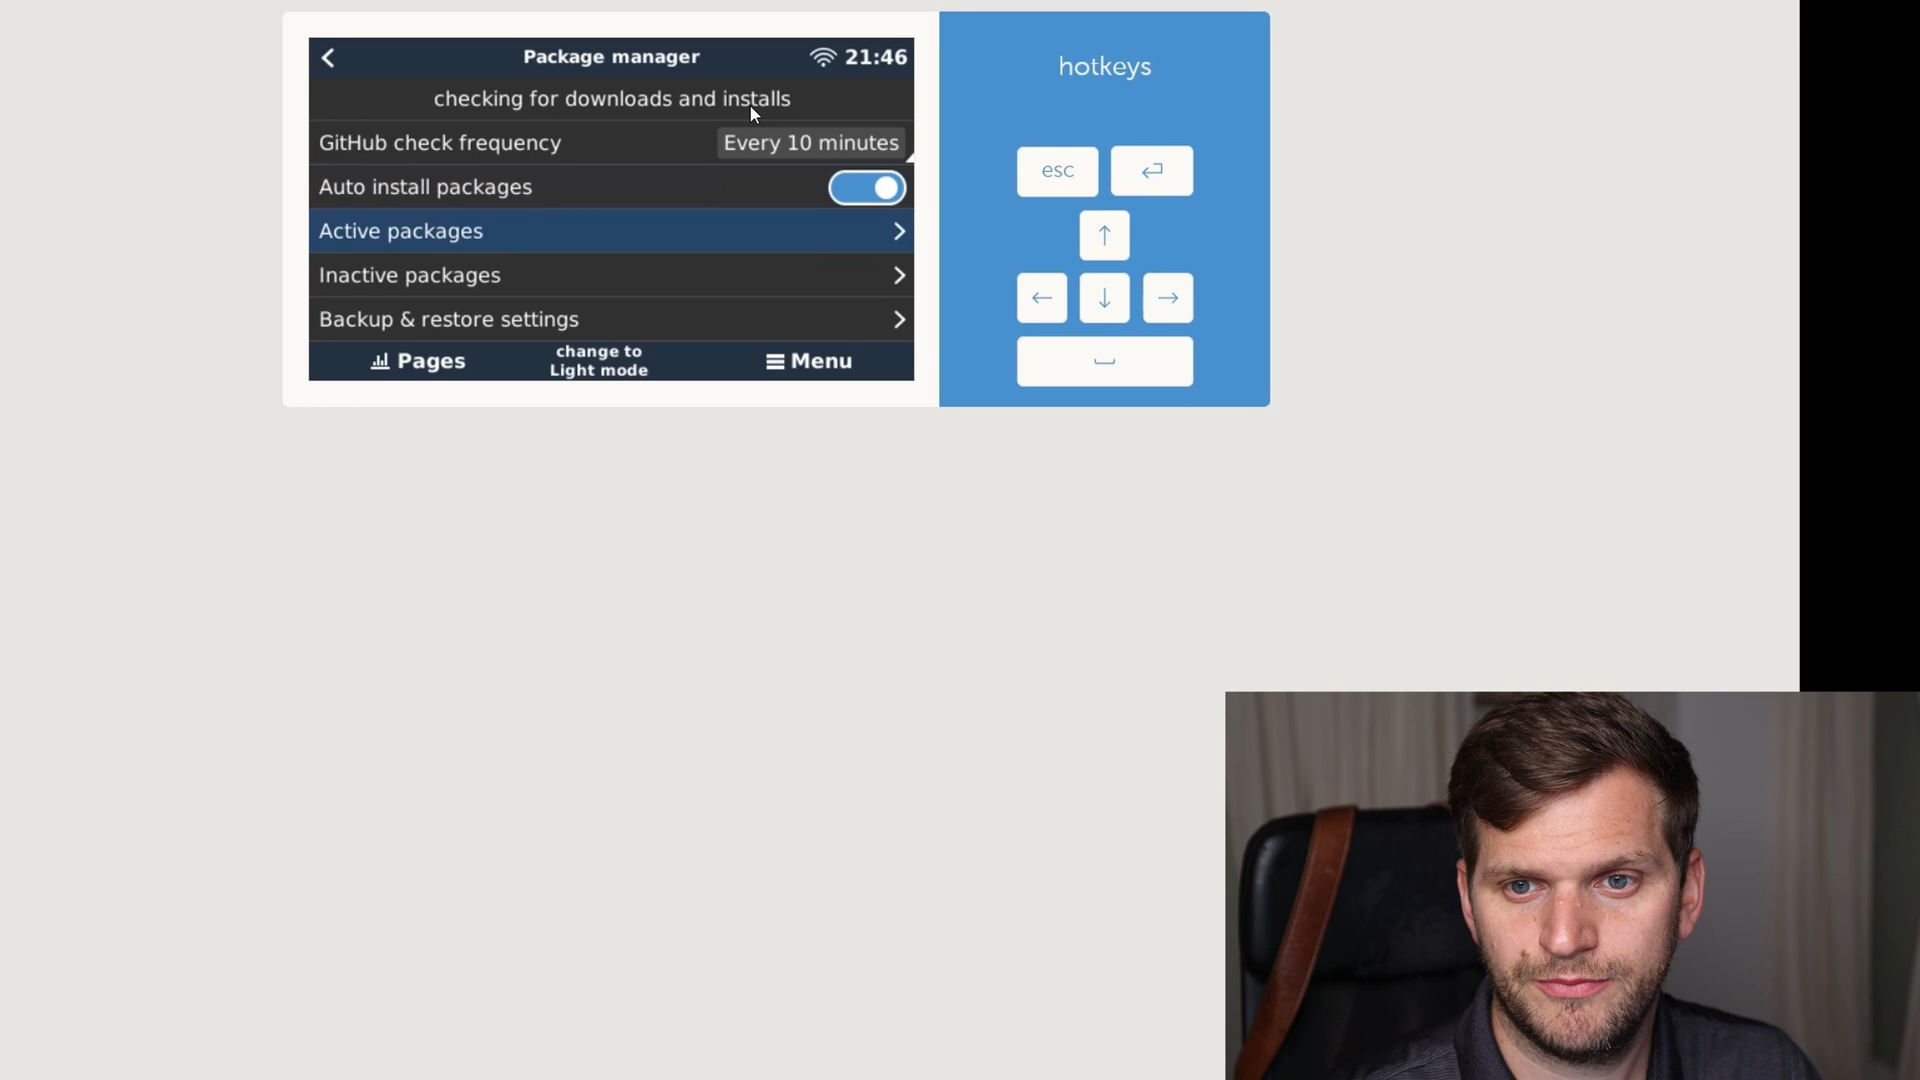 Package manager
21:46
checking for downloads and installs
GitHub check frequency
Every 10 minutes
Auto install packages
Active packages
Inactive packages
Backup & restore settings
Pages
change to
Light mode
Menu
hotkeys
esc